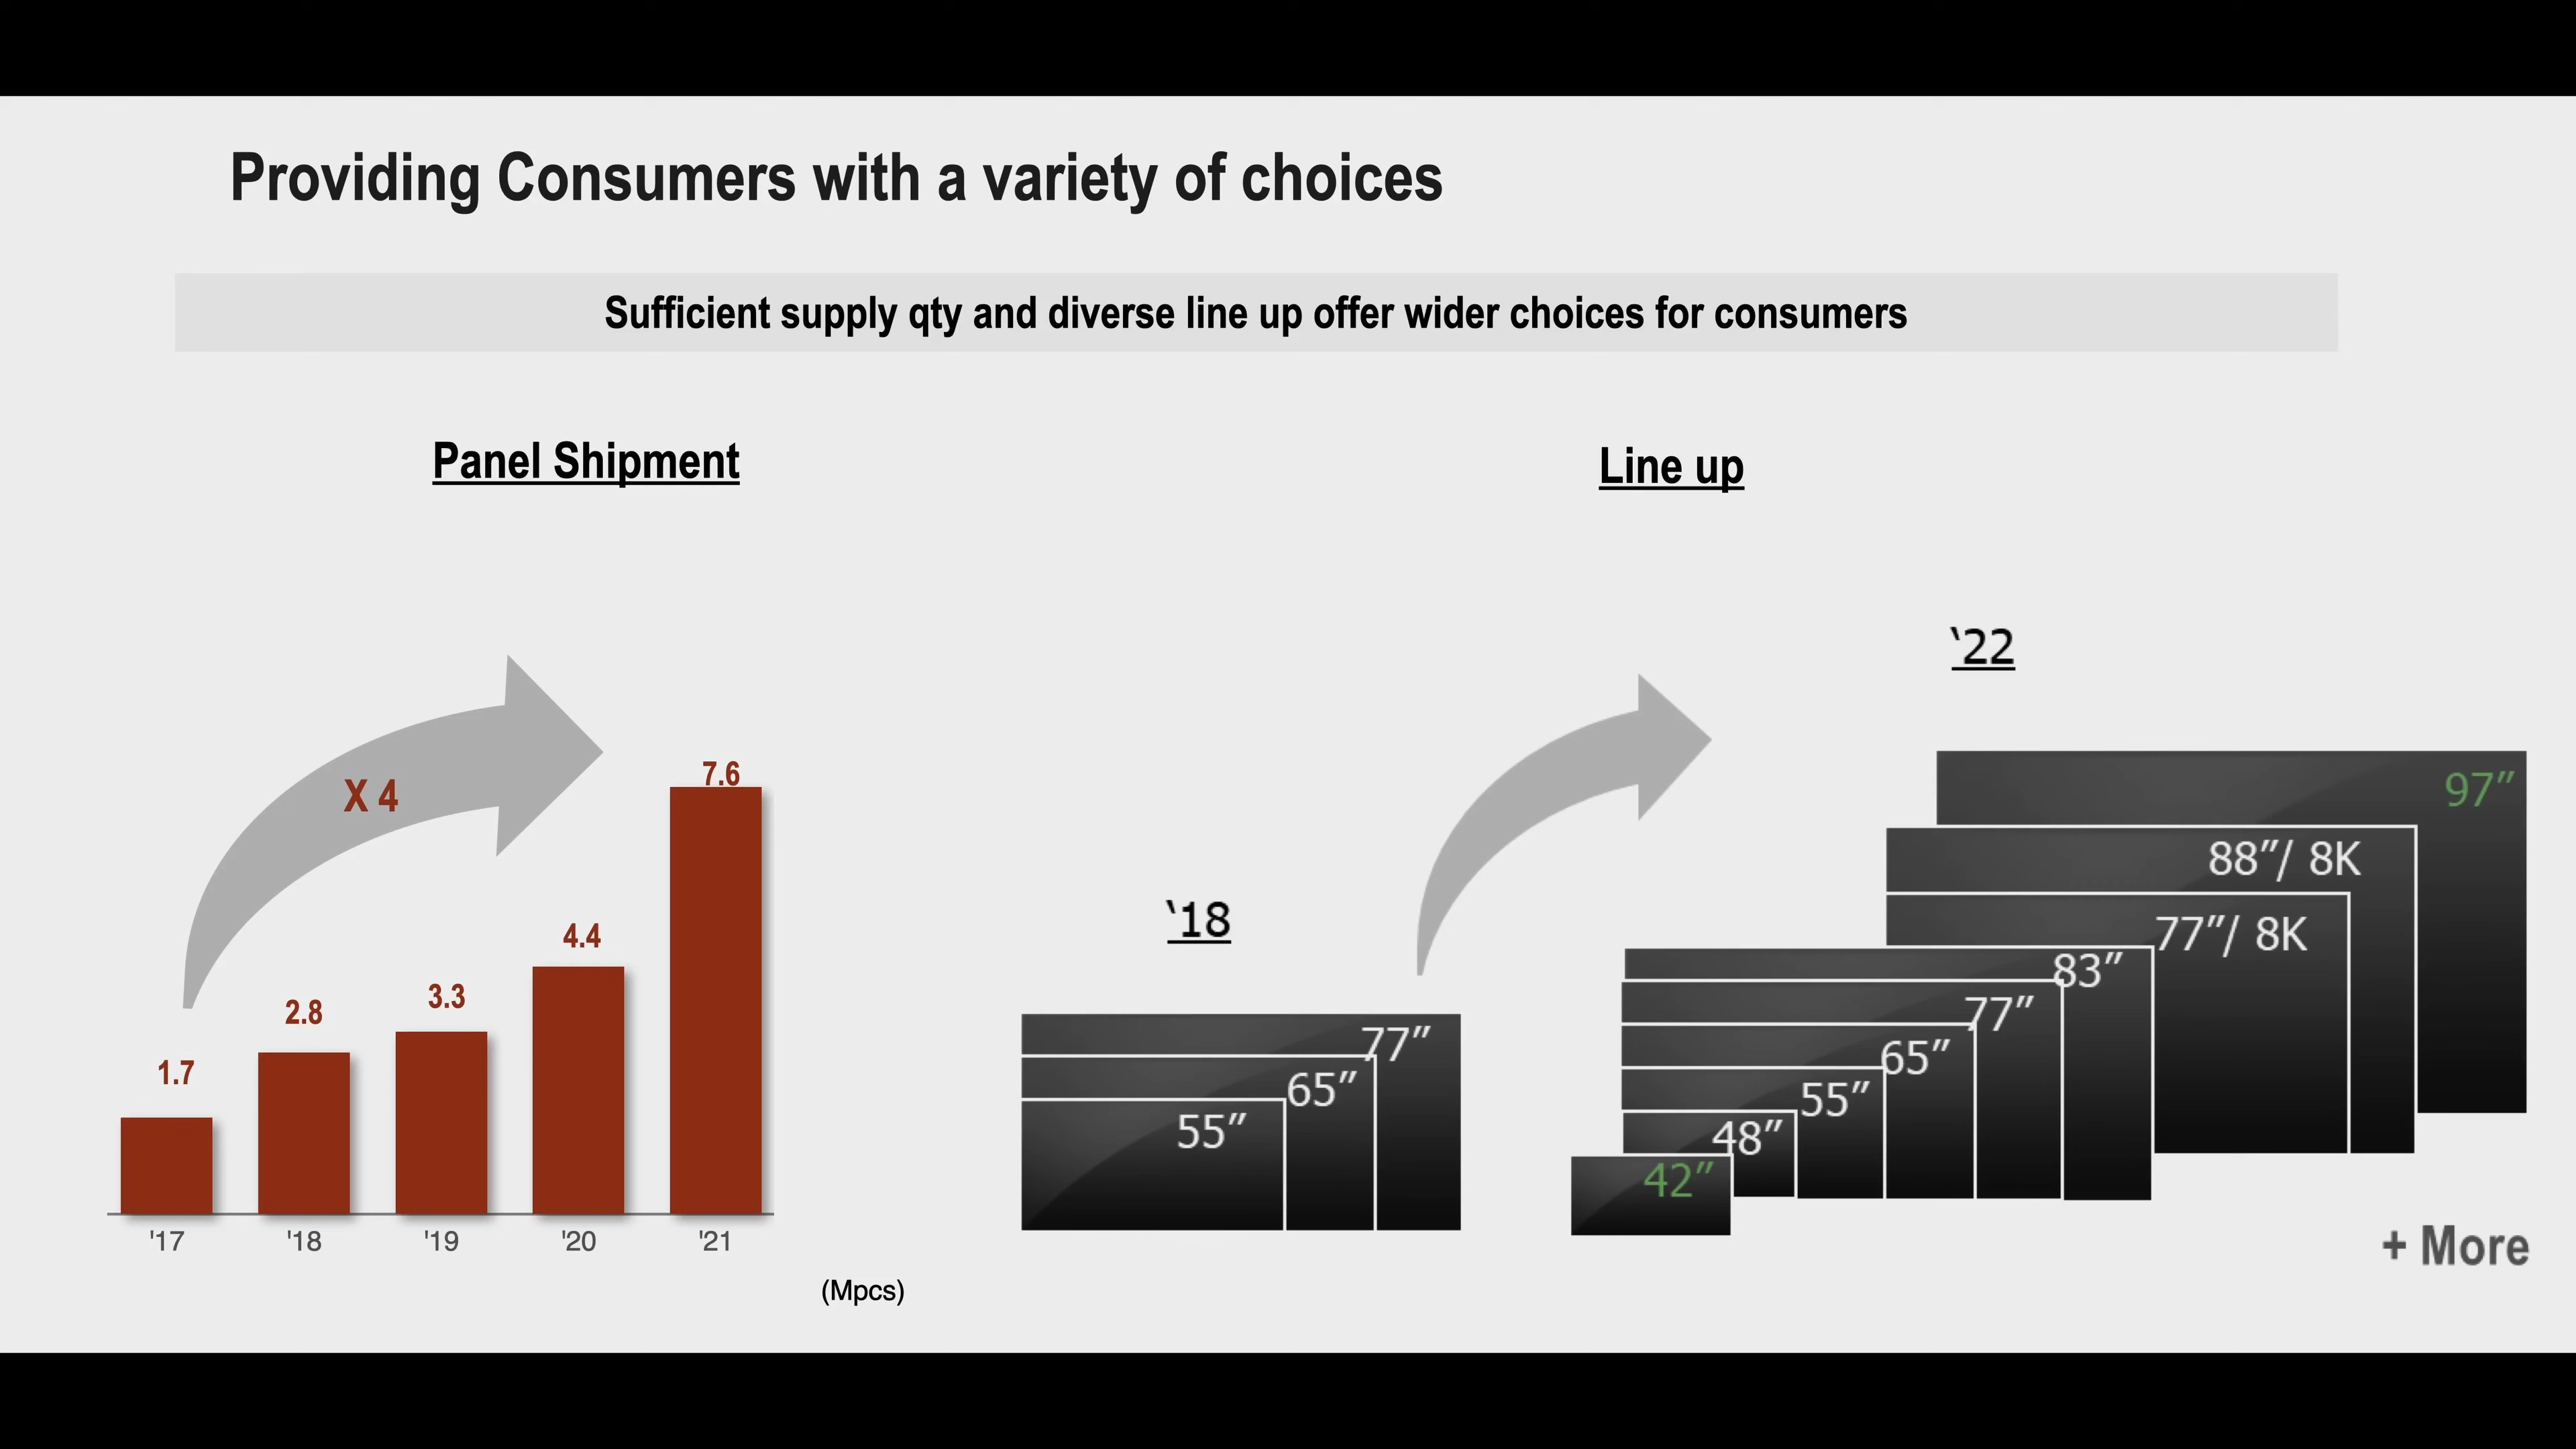 Providing Consumers with a variety of choices
Sufficient supply qty and diverse line up offer wider choices for consumers
Panel Shipment
X 4
1.7
2.8
3.3
4.4
7.6
'17
'18
'19
'20
'21
(Mpcs)
Line up
‘18
77”
65”
55”
‘22
97”
88”/ 8K
77”/ 8K
83”
77”
65”
55”
48”
42”
+ More